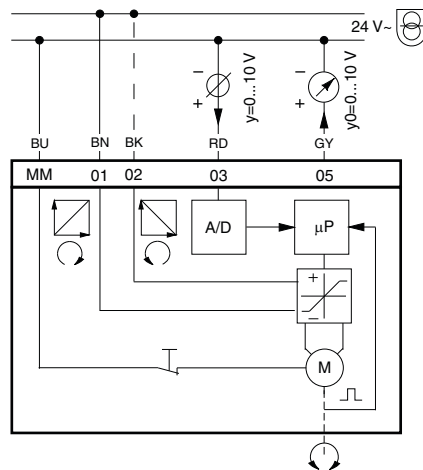 24 V~
–
+
y=0...10 V
–
+
y0=0...10 V
BU
BN
BK
RD
GY
MM
01
02
03
05
A/D
µP
+
–
M